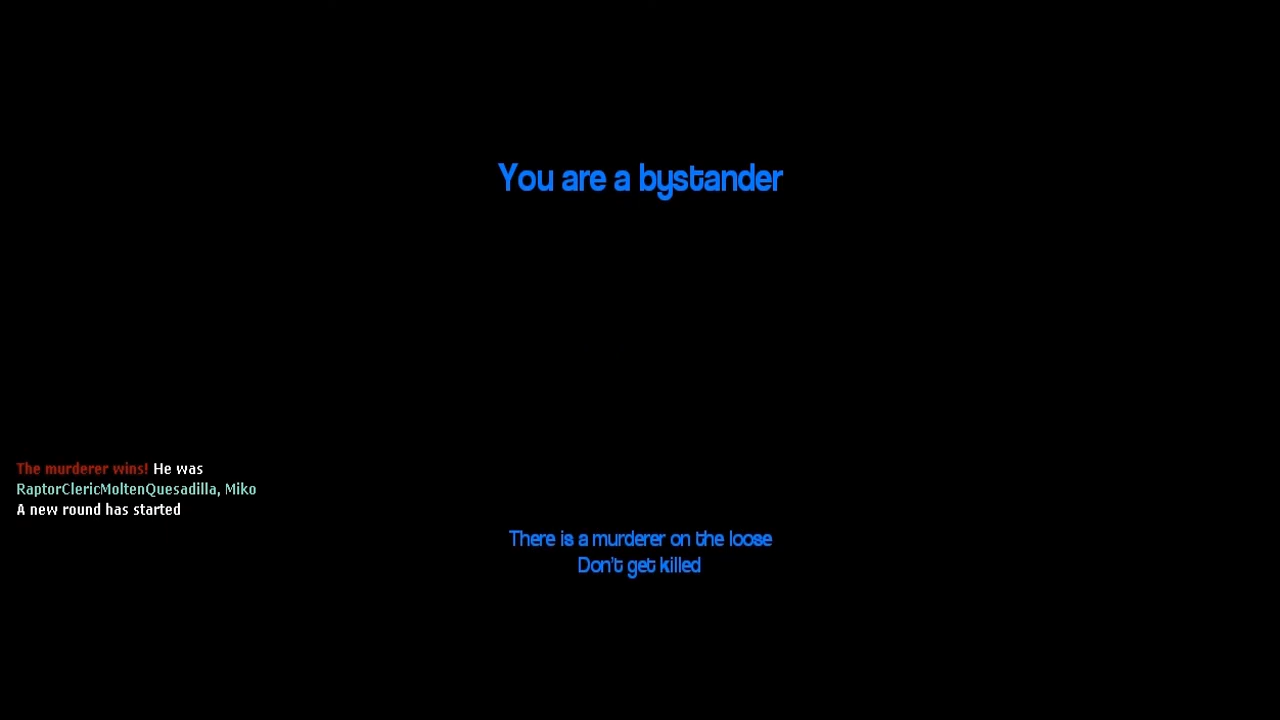 You are a bystander
The murderer wins! He was
RaptorClericMoltenQuesadilla, Miko
A new round has started
There is a murderer on the loose
Don't get killed